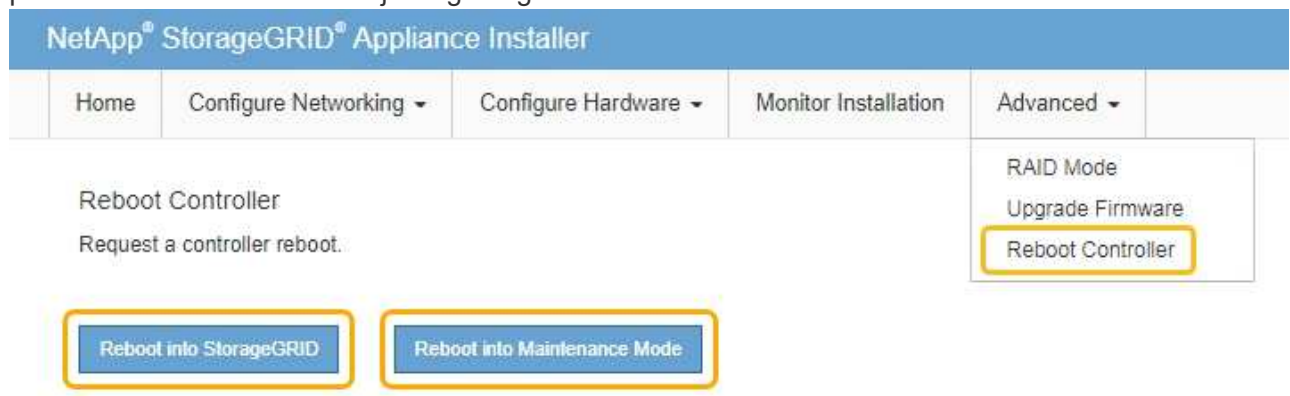 NetApp® StorageGRID® Appliance Installer
Home Configure Networking Configure Hardware Monitor Installation Advanced
RAID Mode
Upgrade Firmware
Reboot Controller
Reboot Controller
Request a controller reboot.
Reboot into StorageGRID Reboot into Maintenance Mode